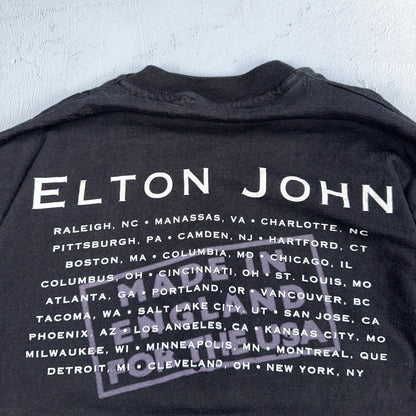 ELTON JOHN
RALEIGH, NC • MANASSAS, VA • CHARLOTTE, NC
PITTSBURGH, PA • CAMDEN, NJ • HARTFORD, CT
BOSTON, MA • COLUMBIA, MD • CHICAGO, IL
COLUMBUS, OH • CINCINNATI, OH • ST. LOUIS, MO
ATLANTA, GA • PORTLAND, OR • VANCOUVER, BC
TACOMA, WA • SALT LAKE CITY, UT • SAN JOSE, CA
PHOENIX, AZ • LOS ANGELES, CA • KANSAS CITY, MO
MILWAUKEE, WI • MINNEAPOLIS, MN • MONTREAL, QUE
DETROIT, MI • CLEVELAND, OH • NEW YORK, NY
MADE IN
ENGLAND
FOR THE USA